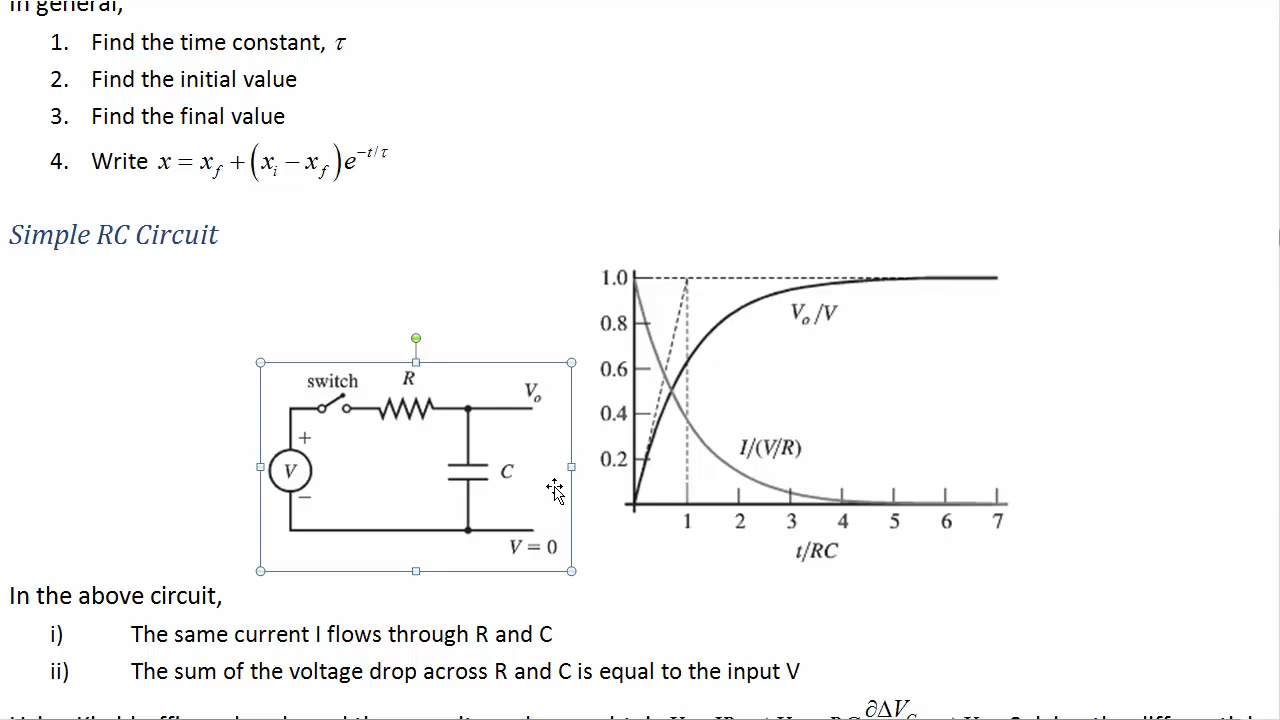 In general,
1. Find the time constant, τ
2. Find the initial value
3. Find the final value
4. Write x = x_f + (x_i − x_f)e^{−t/τ}
Simple RC Circuit
switch
R
V_o
+
V
−
C
V = 0
1.0
0.8
0.6
0.4
0.2
V_o/V
I/(V/R)
1 2 3 4 5 6 7
t/RC
In the above circuit,
i) The same current I flows through R and C
ii) The sum of the voltage drop across R and C is equal to the input V
∂ΔV_C